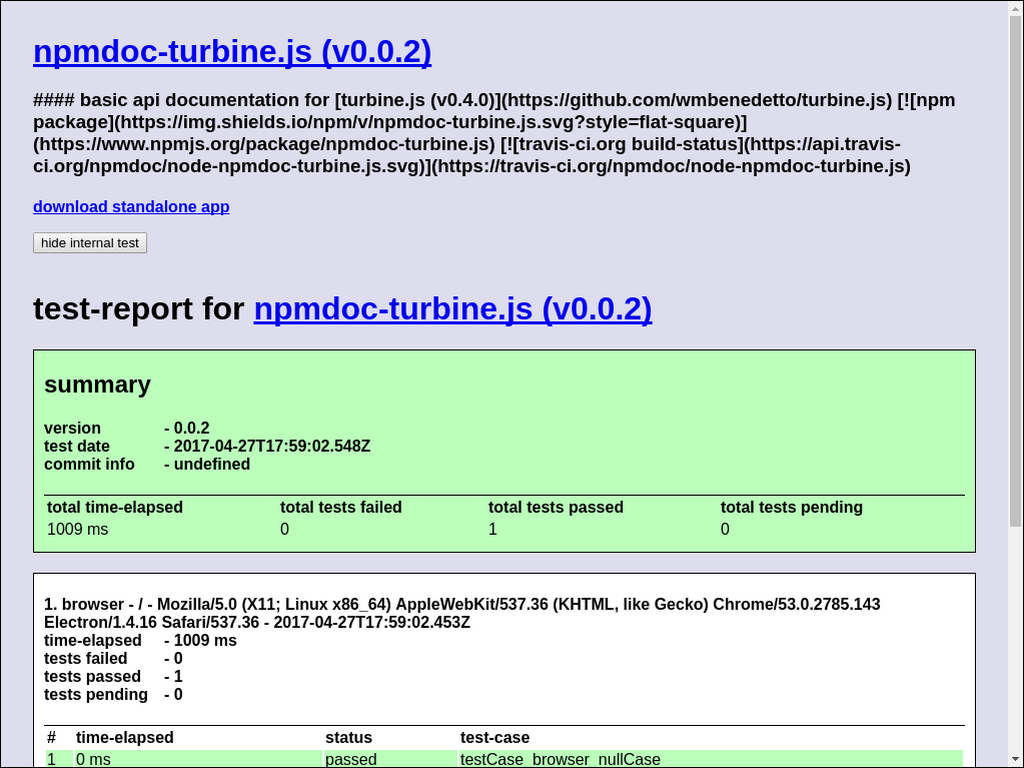 npmdoc-turbine.js (v0.0.2)
#### basic api documentation for [turbine.js (v0.4.0)](https://github.com/wmbenedetto/turbine.js) [![npm
package](https://img.shields.io/npm/v/npmdoc-turbine.js.svg?style=flat-square)]
(https://www.npmjs.org/package/npmdoc-turbine.js) [![travis-ci.org build-status](https://api.travis-
ci.org/npmdoc/node-npmdoc-turbine.js.svg)](https://travis-ci.org/npmdoc/node-npmdoc-turbine.js)
download standalone app
hide internal test
test-report for npmdoc-turbine.js (v0.0.2)
summary
version - 0.0.2
test date - 2017-04-27T17:59:02.548Z
commit info - undefined
total time-elapsed total tests failed total tests passed total tests pending
1009 ms 0 1 0
1. browser - / - Mozilla/5.0 (X11; Linux x86_64) AppleWebKit/537.36 (KHTML, like Gecko) Chrome/53.0.2785.143
Electron/1.4.16 Safari/537.36 - 2017-04-27T17:59:02.453Z
time-elapsed - 1009 ms
tests failed - 0
tests passed - 1
tests pending - 0
# time-elapsed status test-case
1 0 ms passed testCase_browser_nullCase